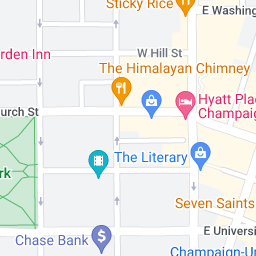 Sticky Rice
E Washing
W Hill St
rden Inn
The Himalayan Chimney
Hyatt Pla
Champaig
urch St
The Literary
rk
Seven Saints
E Univers
Chase Bank
Champaign-U